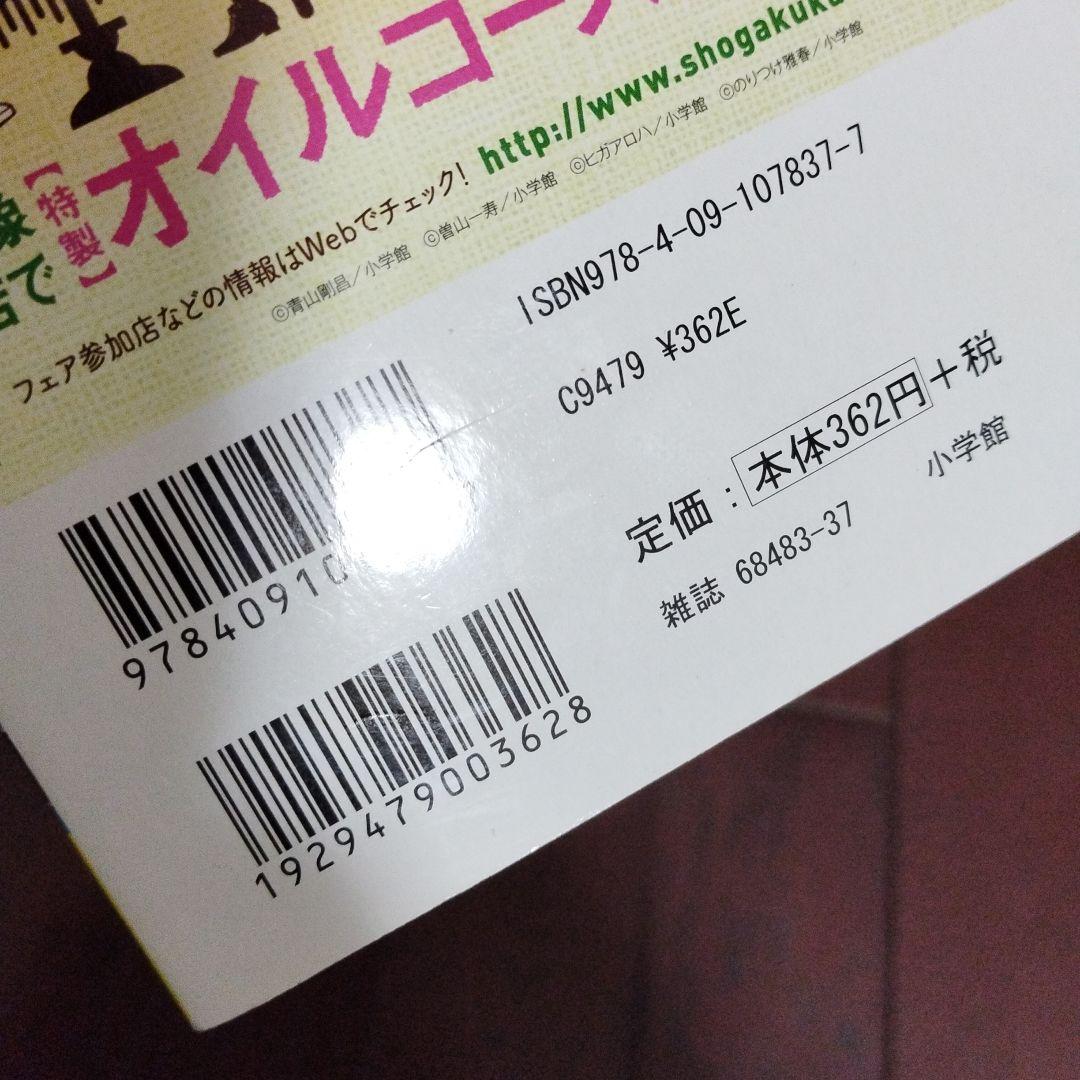 【特製】
オイルコー
で
http://www.shogakuk
フェア参加店などの情報はWebでチェック!
©青山剛昌/小学館 ©曽山一寿/小学館 ©ヒガアロハ/小学館 ©のりつけ雅春/小学館
ISBN978-4-09-107837-7
C9479 ¥362E
定価:本体362円+税
小学館
雑誌 68483-37
97840910
1929479003628